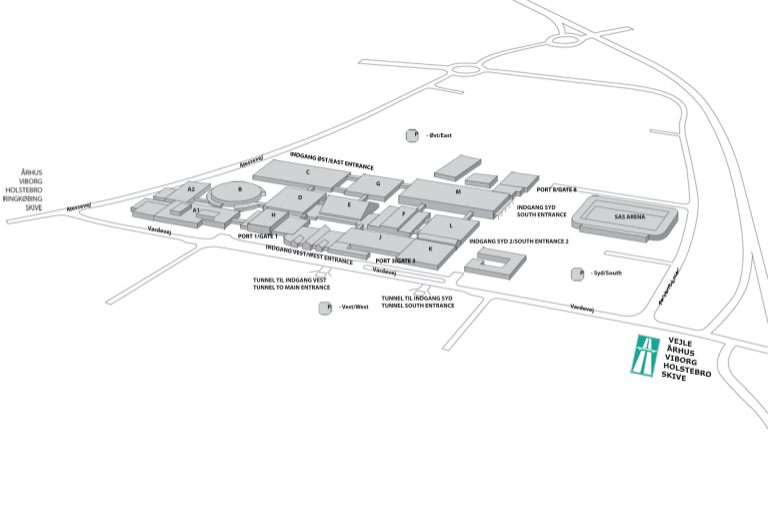 P - Øst/East
Messevej
INDGANG ØST/EAST ENTRANCE
ÅRHUS
VIBORG
HOLSTEBRO
RINGKØBING
SKIVE
Messevej
C
G
A2
B
M
PORT 8/GATE 8
D
E
A1
H
F
INDGANG SYD
SOUTH ENTRANCE
SAS ARENA
L
Vardevej
PORT 1/GATE 1
J
K
INDGANG SYD 2/SOUTH ENTRANCE 2
INDGANG VEST/WEST ENTRANCE
PORT 3/GATE 3
Vardevej
P - Syd/South
TUNNEL TIL INDGANG VEST
TUNNEL TO MAIN ENTRANCE
TUNNEL TIL INDGANG SYD
TUNNEL SOUTH ENTRANCE
P - Vest/West
Vardevej
VEJLE
ÅRHUS
VIBORG
HOLSTEBRO
SKIVE